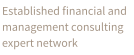 Established financial and
management consulting
expert network